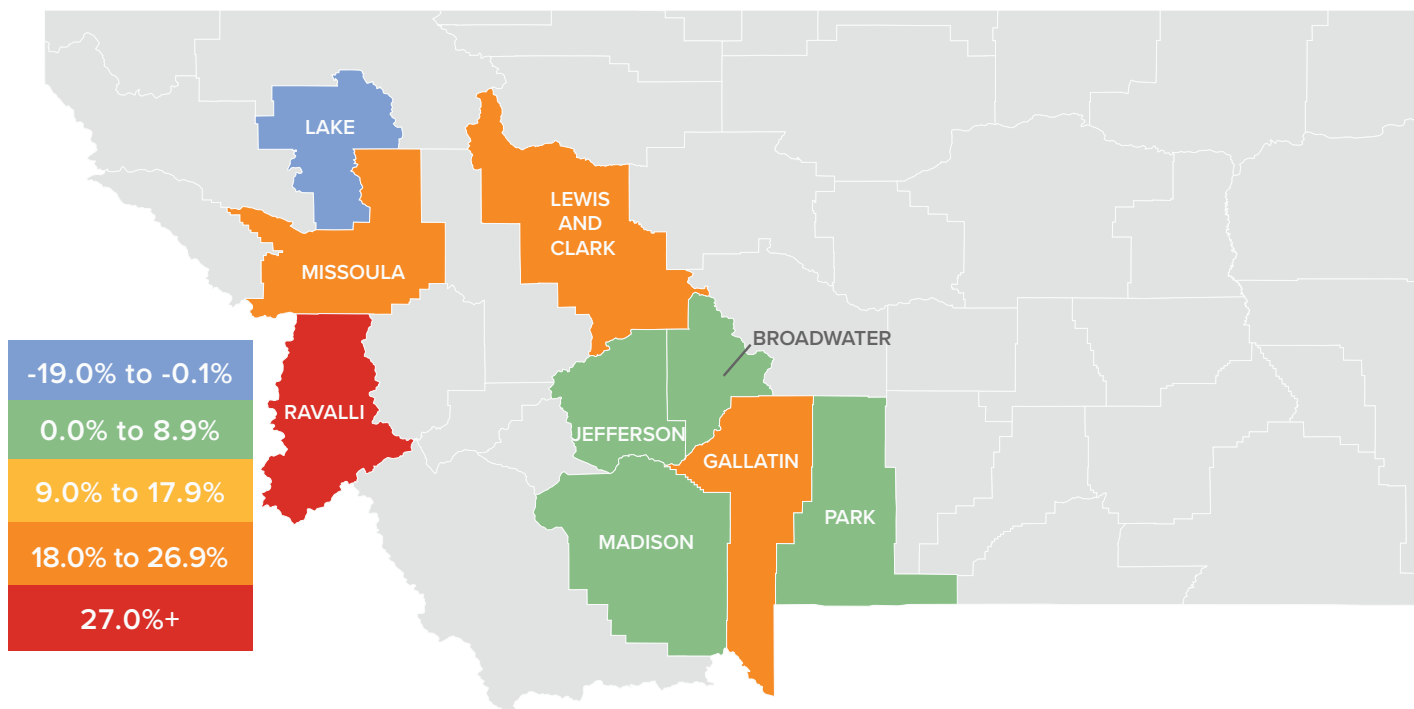 LAKE
LEWIS
AND
CLARK
MISSOULA
BROADWATER
-19.0% to -0.1%
0.0% to 8.9%
9.0% to 17.9%
18.0% to 26.9%
27.0%+
RAVALLI
JEFFERSON
GALLATIN
PARK
MADISON